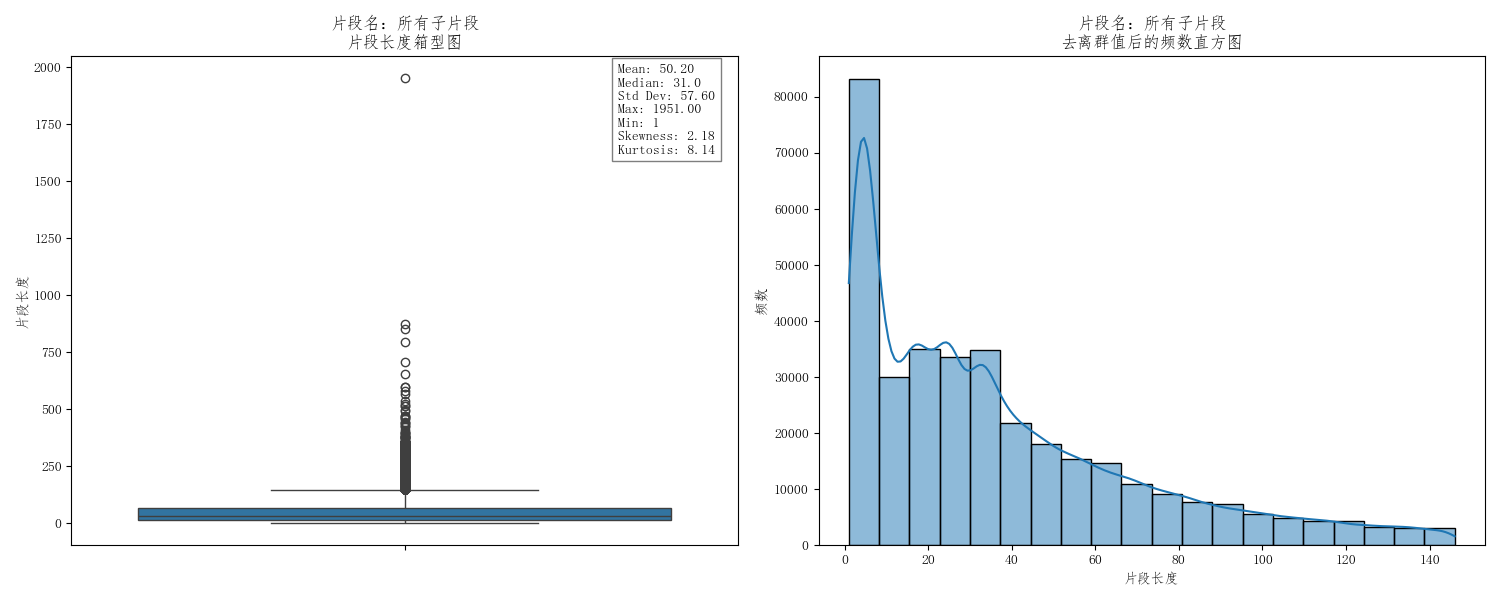 片段名：所有子片段
片段长度箱型图
2000
1750
1500
1250
1000
750
500
250
0
片段长度
Mean: 50.20
Median: 31.0
Std Dev: 57.60
Max: 1951.00
Min: 1
Skewness: 2.18
Kurtosis: 8.14
片段名：所有子片段
去离群值后的频数直方图
80000
70000
60000
50000
40000
30000
20000
10000
0
频数
0 20 40 60 80 100 120 140
片段长度